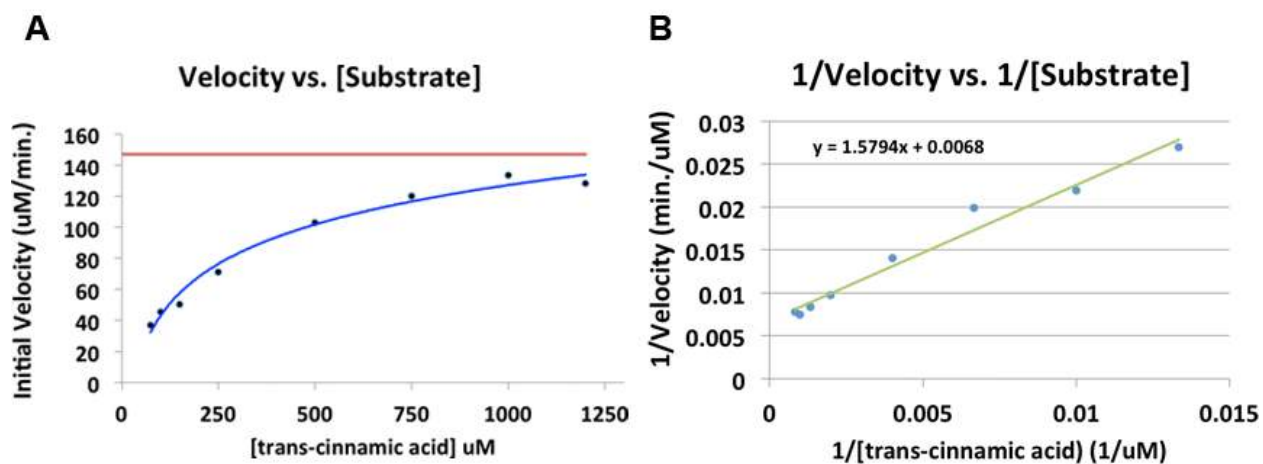 A
Velocity vs. [Substrate]
Initial Velocity (uM/min.)
160
140
120
100
80
60
40
20
0
0 250 500 750 1000 1250
[trans-cinnamic acid] uM
B
1/Velocity vs. 1/[Substrate]
1/Velocity (min./uM)
y = 1.5794x + 0.0068
0.03
0.025
0.02
0.015
0.01
0.005
0
0 0.005 0.01 0.015
1/[trans-cinnamic acid) (1/uM)